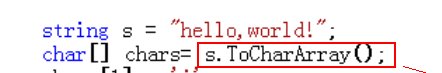 string s = "hello,world!";
char[] chars= s.ToCharArray();